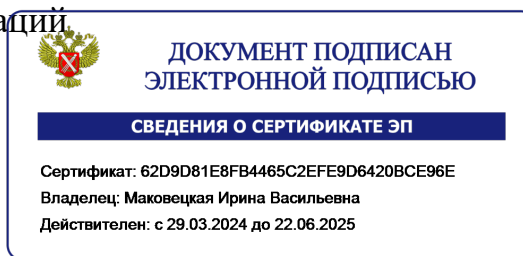 аций
ДОКУМЕНТ ПОДПИСАН
ЭЛЕКТРОННОЙ ПОДПИСЬЮ
СВЕДЕНИЯ О СЕРТИФИКАТЕ ЭП
Сертификат: 62D9D81E8FB4465C2EFE9D6420BCE96E
Владелец: Маковецкая Ирина Васильевна
Действителен: с 29.03.2024 до 22.06.2025